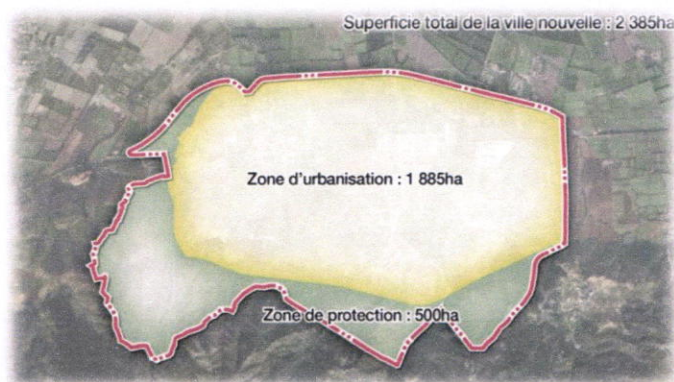 Superficie total de la ville nouvelle : 2 385ha
Zone d'urbanisation : 1 885ha
Zone de protection : 500ha